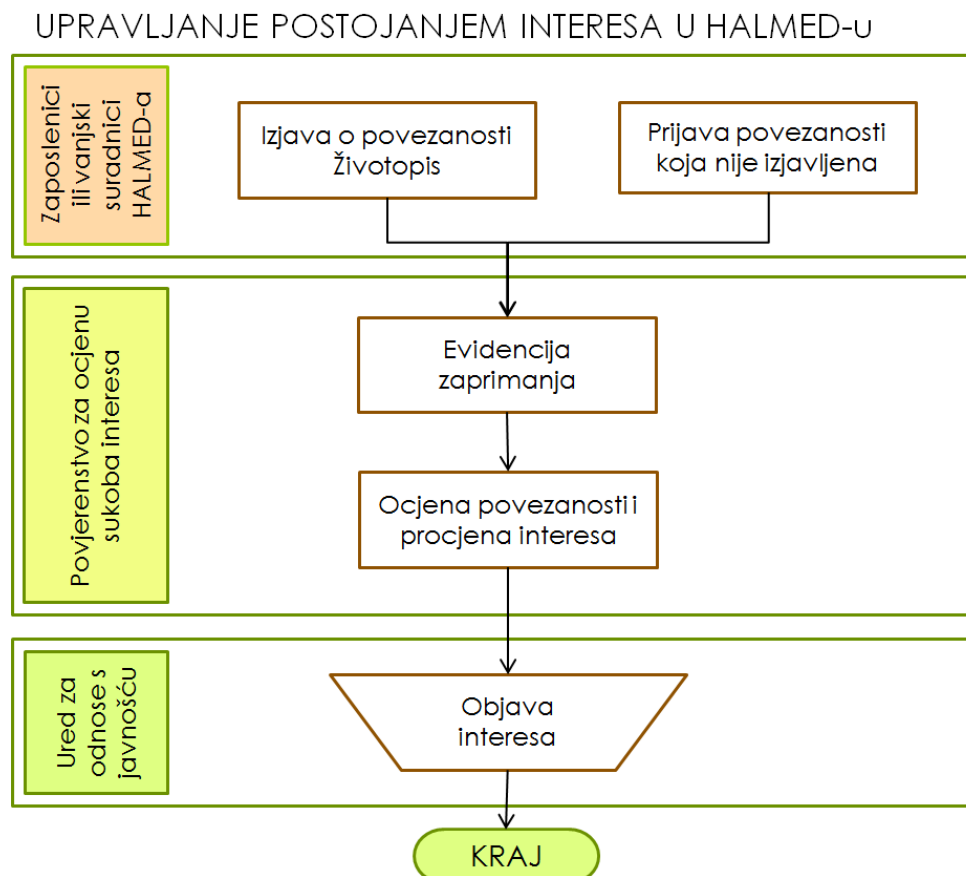 UPRAVLJANJE POSTOJANJEM INTERESA U HALMED-u
Zaposlenici
ili vanjski
suradnici
HALMED-a
Izjava o povezanosti
Životopis
Prijava povezanosti
koja nije izjavljena
Povjerenstvo za ocjenu
sukoba interesa
Evidencija
zaprimanja
Ocjena povezanosti i
procjena interesa
Ured za
odnose s
javnošću
Objava
interesa
KRAJ